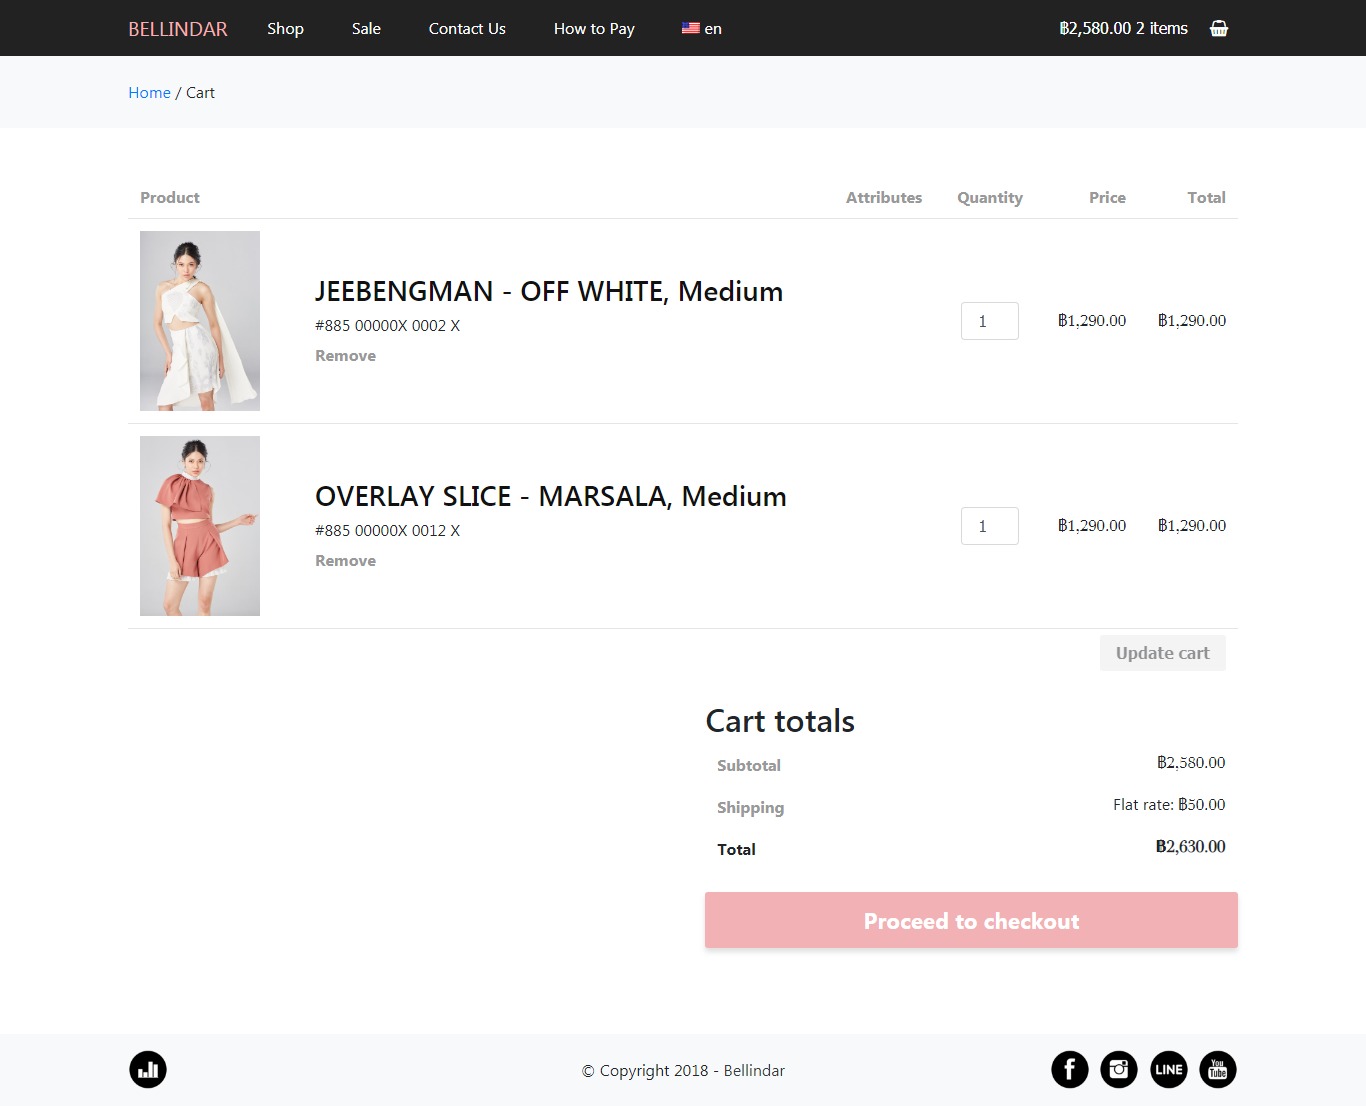 BELLINDAR Shop Sale Contact Us How to Pay en ฿2,580.00 2 items
Home / Cart
Product Attributes Quantity Price Total
JEEBENGMAN - OFF WHITE, Medium
#885 00000X 0002 X
Remove
1 ฿1,290.00 ฿1,290.00
OVERLAY SLICE - MARSALA, Medium
#885 00000X 0012 X
Remove
1 ฿1,290.00 ฿1,290.00
Update cart
Cart totals
Subtotal ฿2,580.00
Shipping Flat rate: ฿50.00
Total ฿2,630.00
Proceed to checkout
© Copyright 2018 - Bellindar
LINE
You
Tube